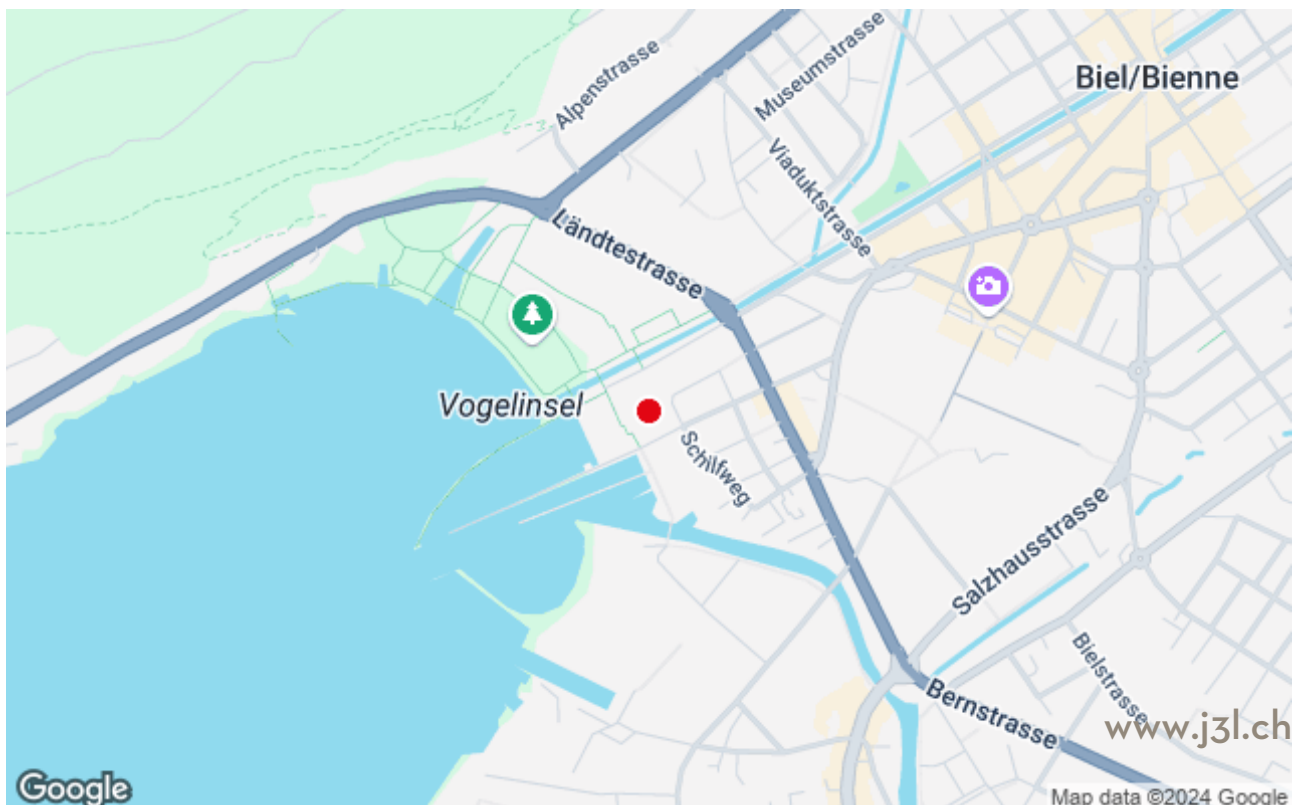 Alpenstrasse
Museumstrasse
Biel/Bienne
Viaduktstrasse
Ländtestrasse
Vogelinsel
Schilfweg
Salzhausstrasse
Bielstrasse
Bernstrasse
www.j3l.ch
Google
Map data ©2024 Google